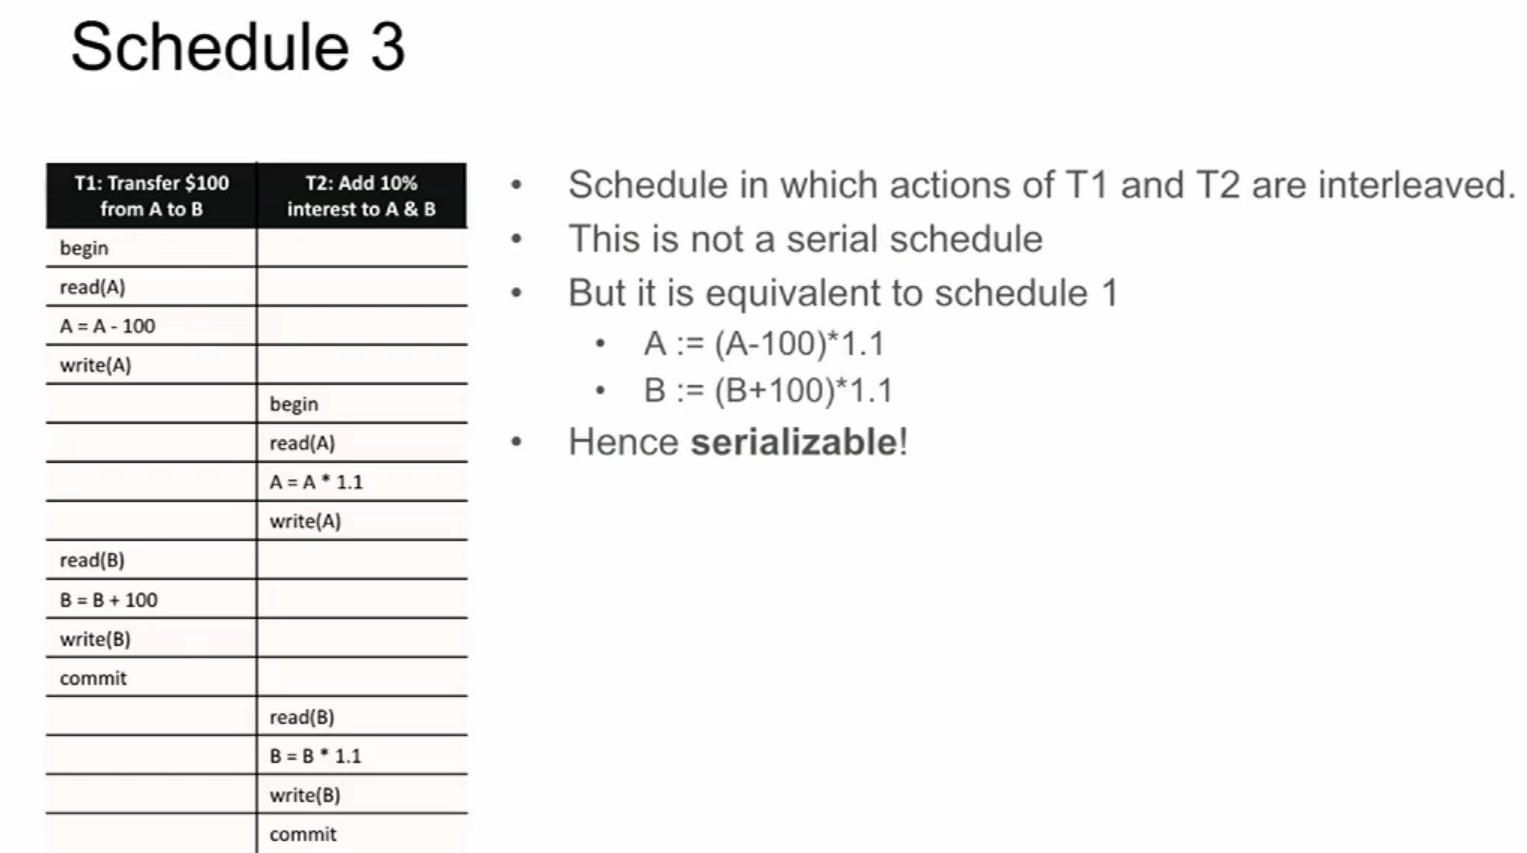 Schedule 3
T1: Transfer $100
from A to B
T2: Add 10%
interest to A & B
begin
read(A)
A = A - 100
write(A)
begin
read(A)
A = A * 1.1
write(A)
read(B)
B = B + 100
write(B)
commit
read(B)
B = B * 1.1
write(B)
commit
• Schedule in which actions of T1 and T2 are interleaved.
• This is not a serial schedule
• But it is equivalent to schedule 1
• A := (A-100)*1.1
• B := (B+100)*1.1
• Hence serializable!